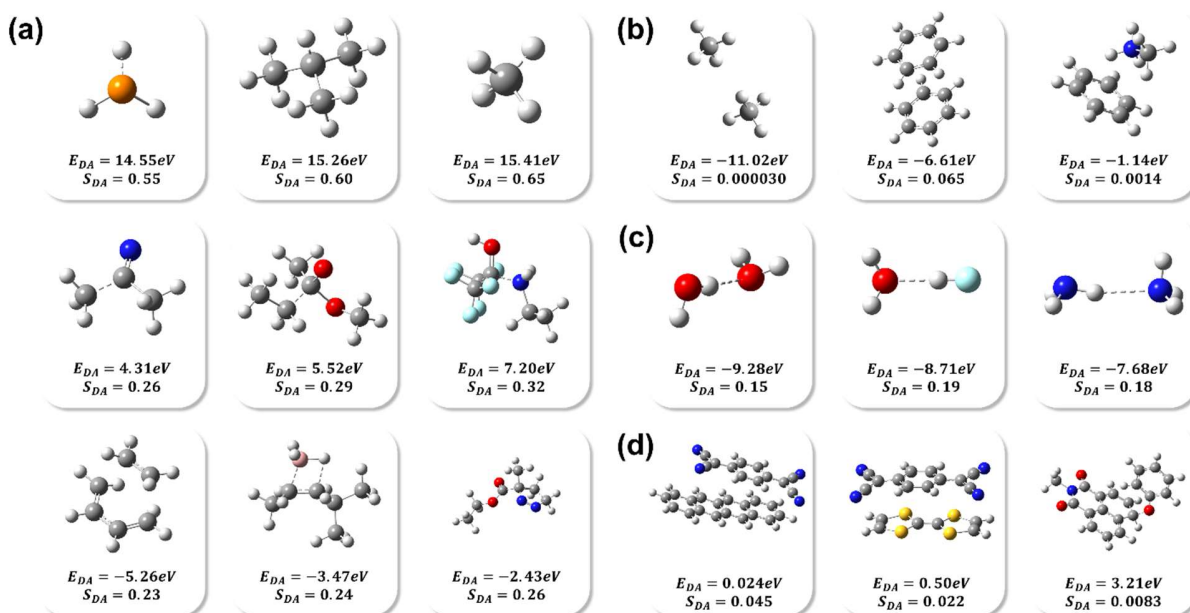 (a)
E_DA = 14.55eV
S_DA = 0.55
E_DA = 15.26eV
S_DA = 0.60
E_DA = 15.41eV
S_DA = 0.65
E_DA = 4.31eV
S_DA = 0.26
E_DA = 5.52eV
S_DA = 0.29
E_DA = 7.20eV
S_DA = 0.32
E_DA = −5.26eV
S_DA = 0.23
E_DA = −3.47eV
S_DA = 0.24
E_DA = −2.43eV
S_DA = 0.26
(b)
E_DA = −11.02eV
S_DA = 0.000030
E_DA = −6.61eV
S_DA = 0.065
E_DA = −1.14eV
S_DA = 0.0014
(c)
E_DA = −9.28eV
S_DA = 0.15
E_DA = −8.71eV
S_DA = 0.19
E_DA = −7.68eV
S_DA = 0.18
(d)
E_DA = 0.024eV
S_DA = 0.045
E_DA = 0.50eV
S_DA = 0.022
E_DA = 3.21eV
S_DA = 0.0083